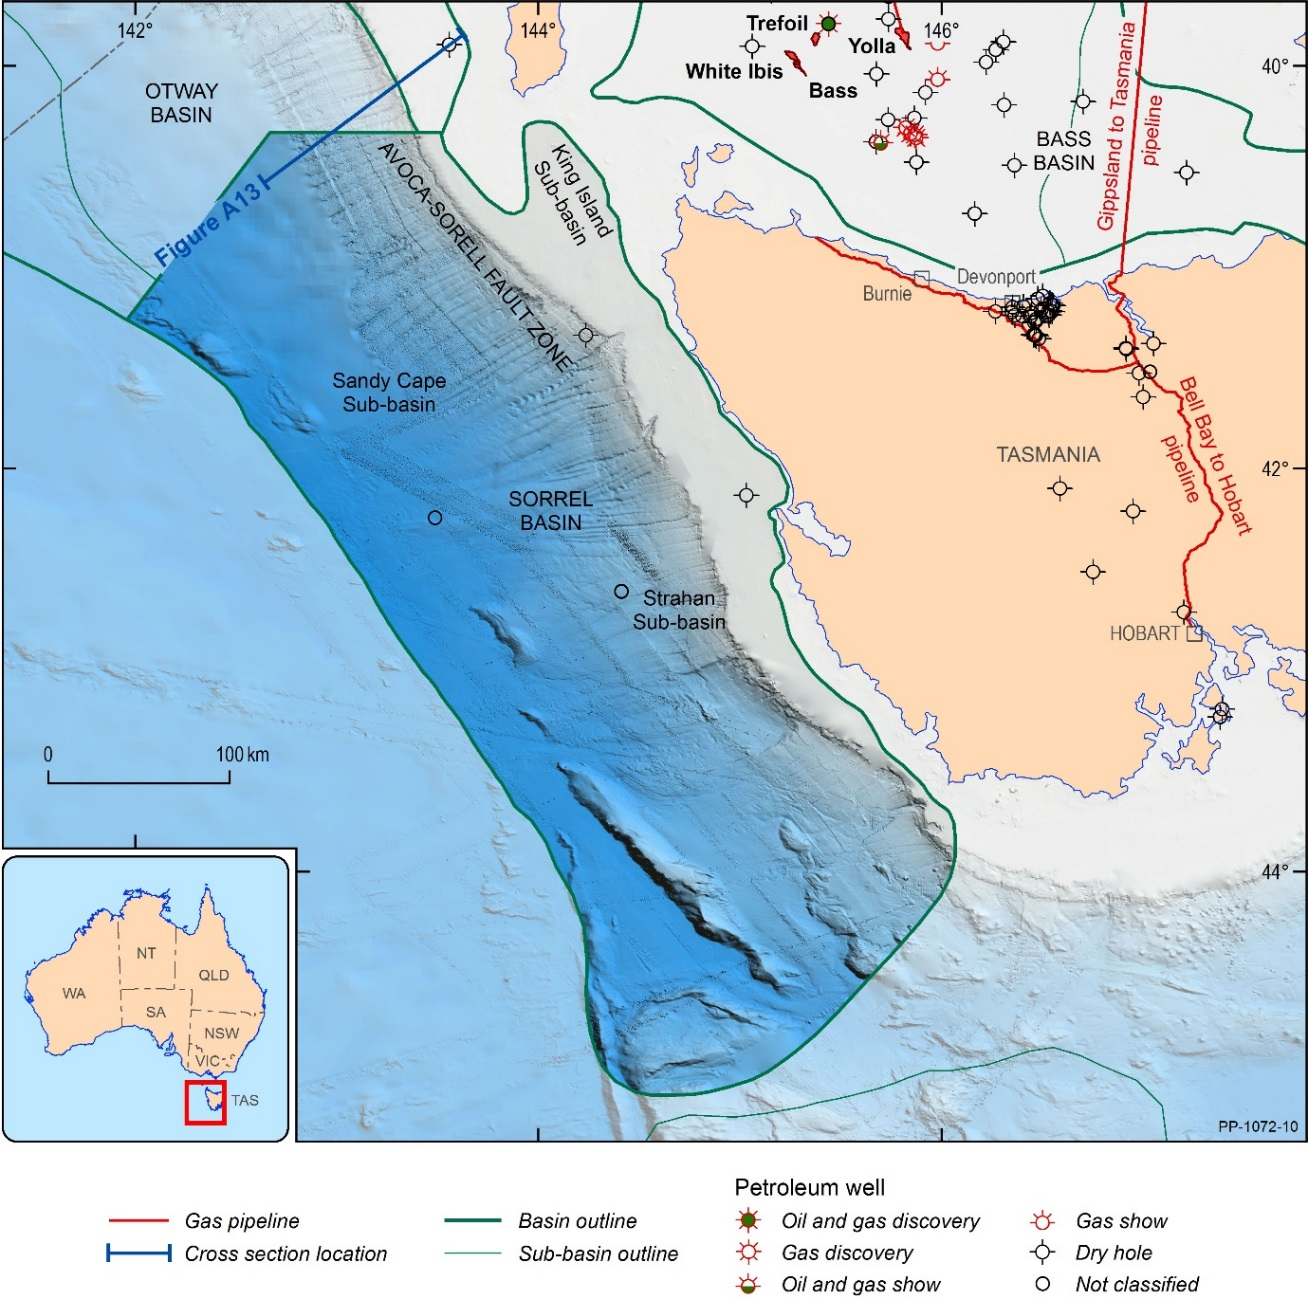 142°
144°
146°
40°
42°
44°
OTWAY
BASIN
Trefoil
Yolla
White Ibis
Bass
BASS
BASIN
Gippsland to Tasmania
pipeline
King Island
Sub-basin
AVOCA-SORELL FAULT ZONE
Figure A13
Burnie
Devonport
Sandy Cape
Sub-basin
Bell Bay to Hobart
pipeline
TASMANIA
SORREL
BASIN
Strahan
Sub-basin
HOBART
0 100 km
NT
QLD
WA
SA
NSW
VIC
TAS
PP-1072-10
Petroleum well
Gas pipeline
Cross section location
Basin outline
Sub-basin outline
Oil and gas discovery
Gas discovery
Oil and gas show
Gas show
Dry hole
Not classified